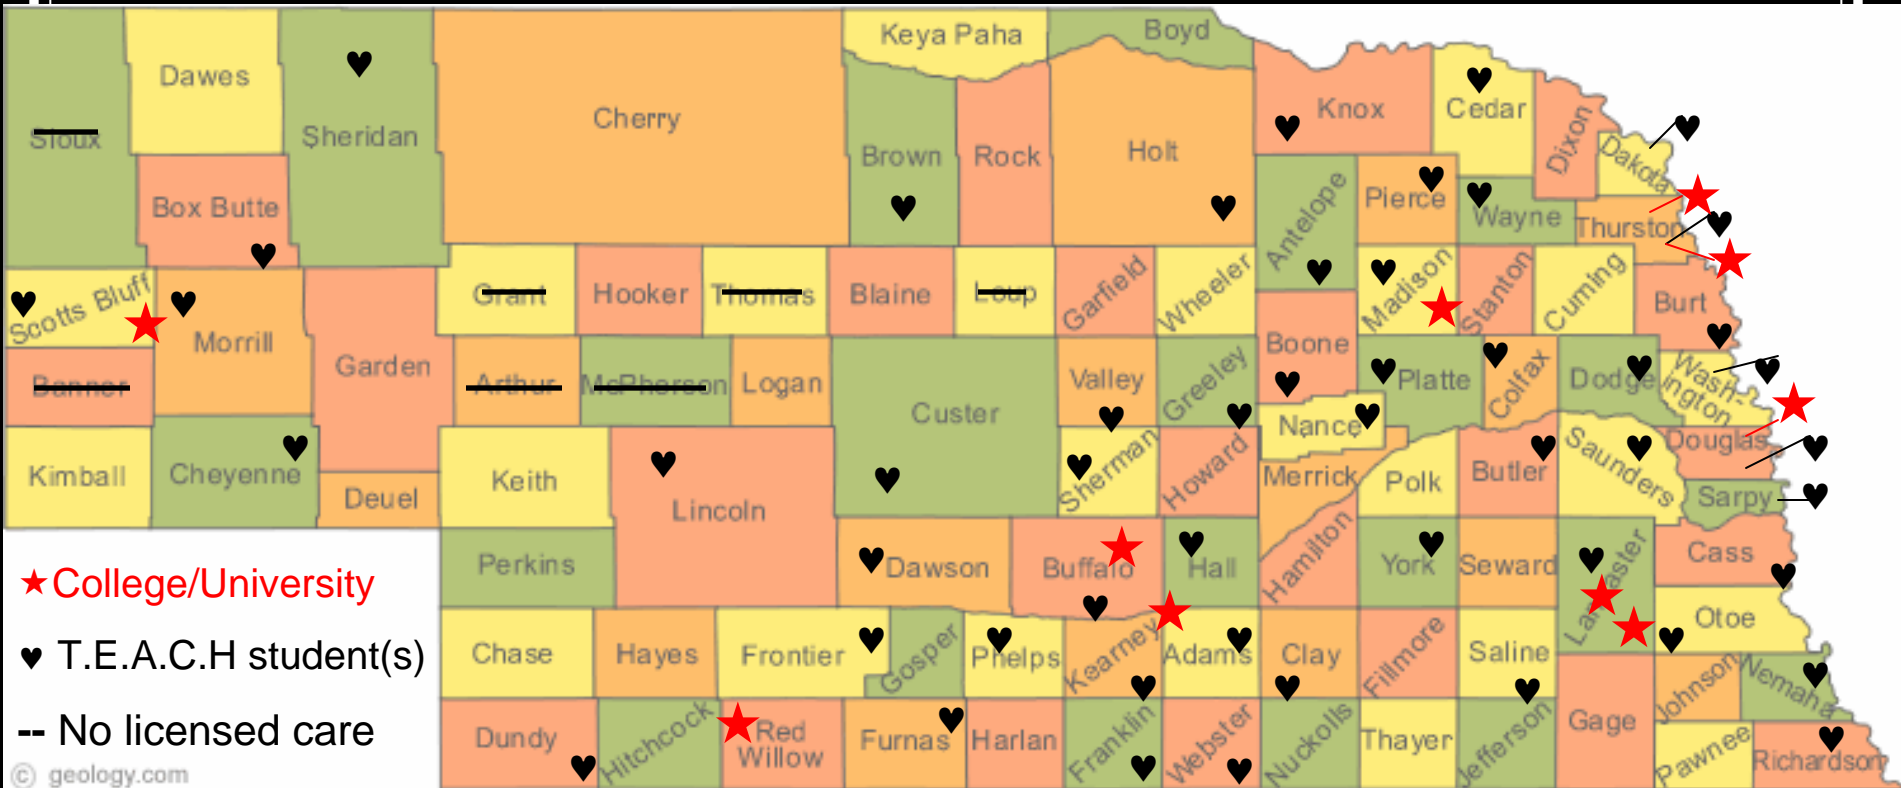 Keya Paha
Boyd
Dawes
Cherry
Knox
Cedar
Sioux
Sheridan
Brown
Rock
Holt
Dixon
Dakota
Box Butte
Antelope
Pierce
Wayne
Thurston
Scotts Bluff
Grant
Hooker
Thomas
Blaine
Loup
Garfield
Wheeler
Madison
Stanton
Cuming
Burt
Morrill
Garden
Boone
Banner
Arthur
McPherson
Logan
Valley
Greeley
Platte
Colfax
Dodge
Wash-
ington
Custer
Nance
Kimball
Cheyenne
Deuel
Keith
Lincoln
Sherman
Howard
Merrick
Polk
Butler
Saunders
Douglas
Sarpy
Perkins
Dawson
Buffalo
Hall
Hamilton
York
Seward
Lancaster
Cass
★College/University
Otoe
♥ T.E.A.C.H student(s)
Chase
Hayes
Frontier
Gosper
Phelps
Kearney
Adams
Clay
Fillmore
Saline
Johnson
Nemaha
-- No licensed care
Dundy
Hitchcock
Red
Willow
Furnas
Harlan
Franklin
Webster
Nuckolls
Thayer
Jefferson
Gage
Pawnee
Richardson
© geology.com